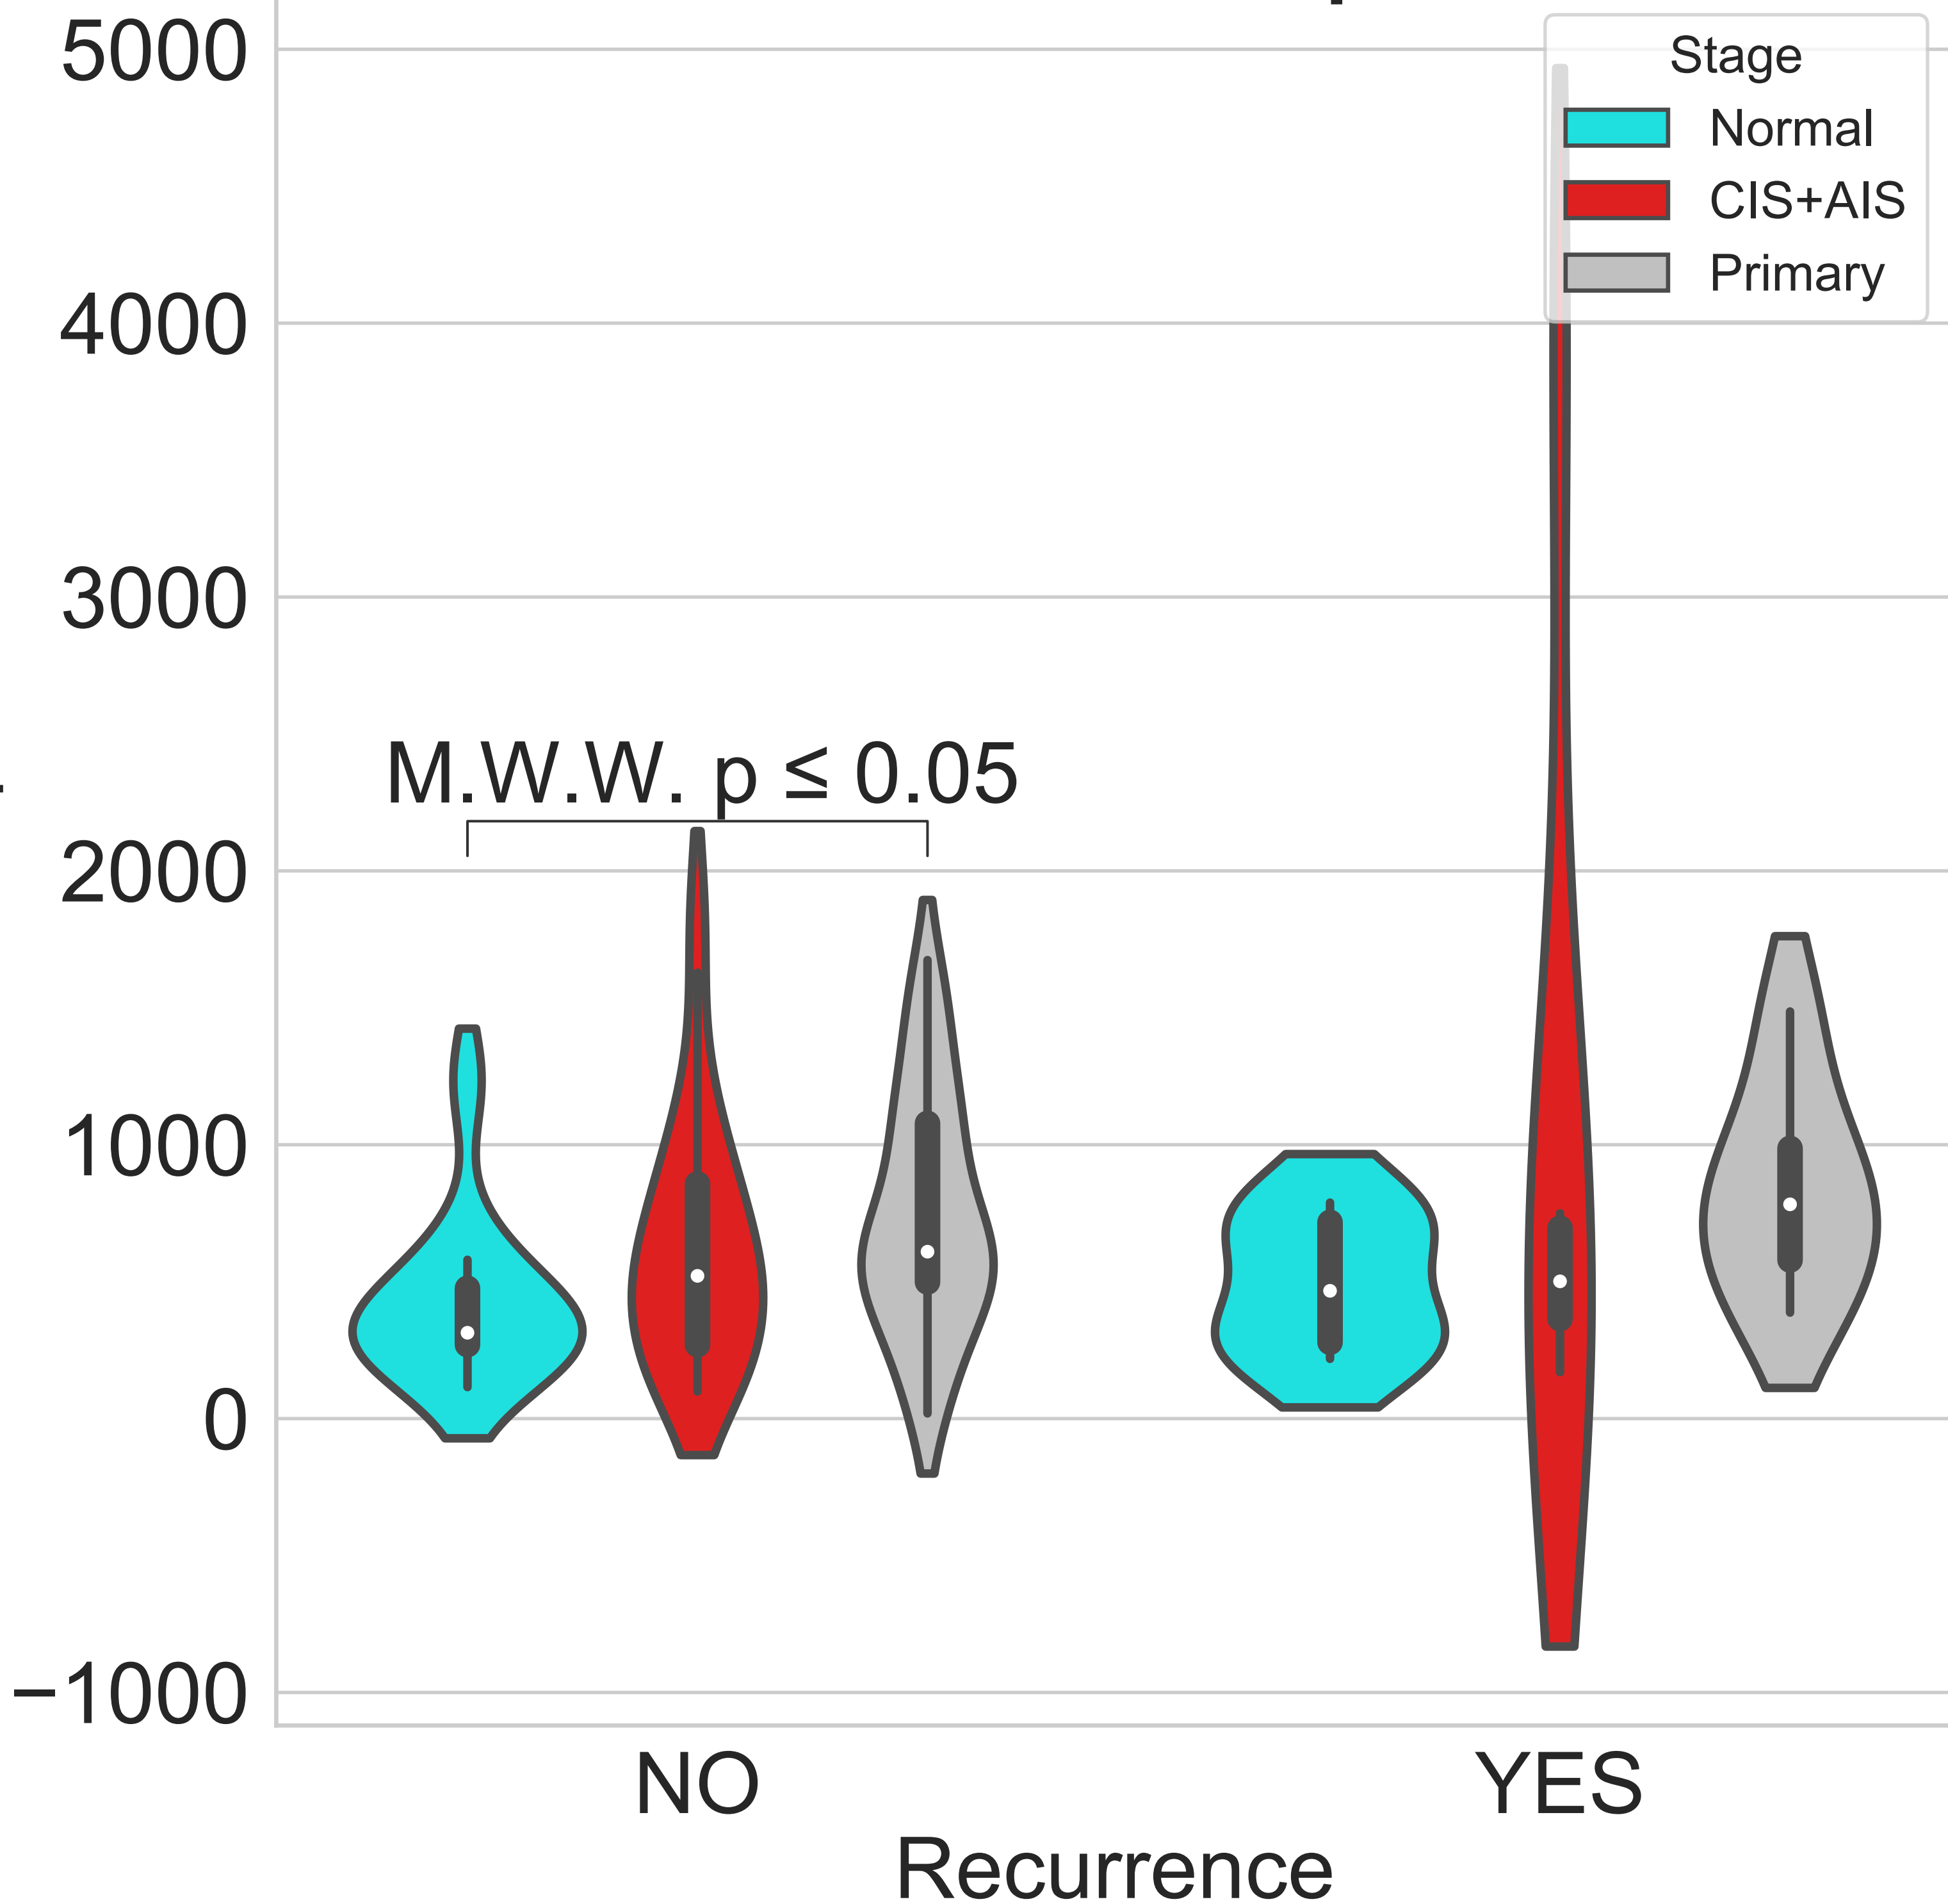 5000
4000
3000
2000
1000
0
−1000
Stage
Normal
CIS+AIS
Primary
M.W.W. p ≤ 0.05
NO
YES
Recurrence